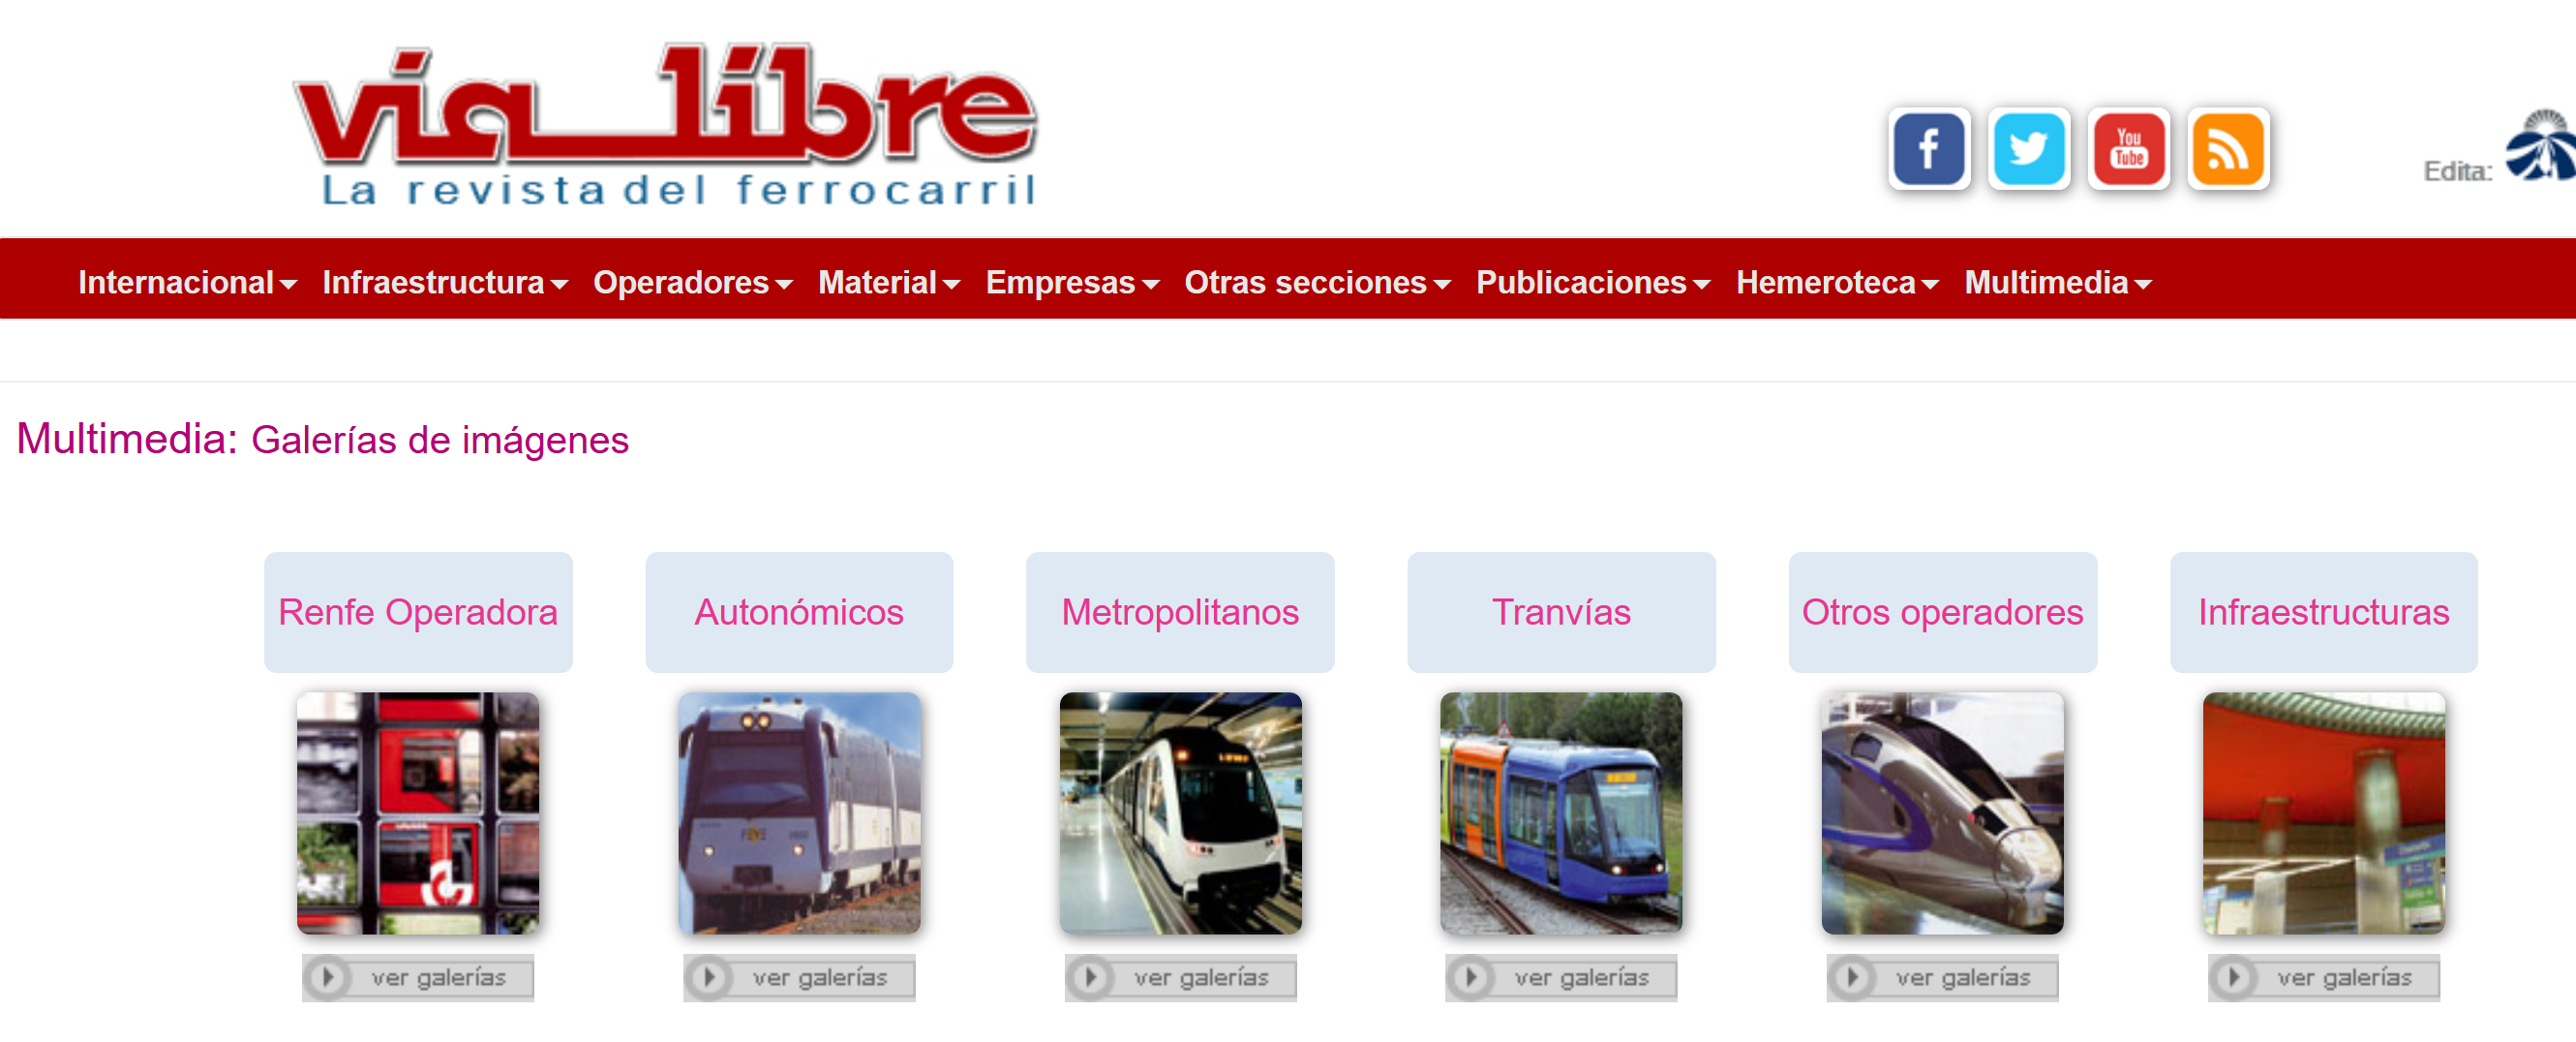 vía libre
La revista del ferrocarril
You
Tube
Edita:
Internacional Infraestructura Operadores Material Empresas Otras secciones Publicaciones Hemeroteca Multimedia
Multimedia: Galerías de imágenes
Renfe Operadora Autonómicos Metropolitanos Tranvías Otros operadores Infraestructuras
ver galerías ver galerías ver galerías ver galerías ver galerías ver galerías